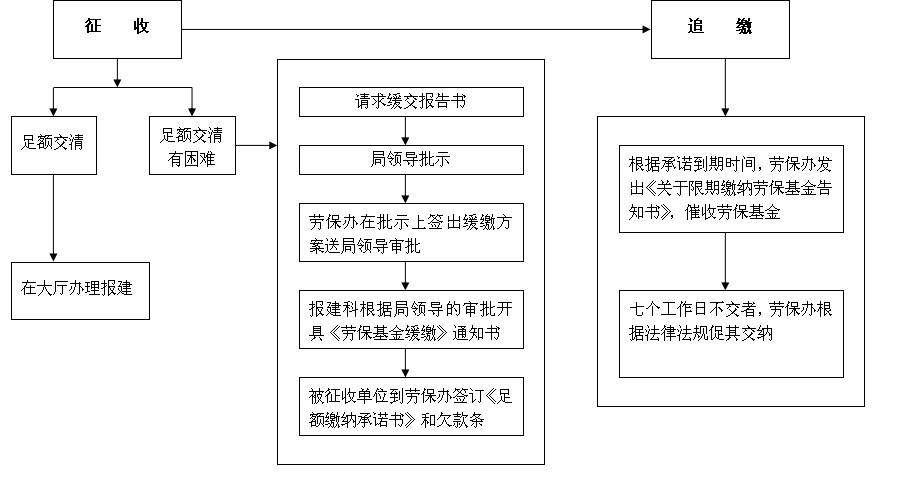 征 收
追 缴
足额交清
足额交清
有困难
在大厅办理报建
请求缓交报告书
局领导批示
劳保办在批示上签出缓缴方
案送局领导审批
报建科根据局领导的审批开
具《劳保基金缓缴》通知书
被征收单位到劳保办签订《足
额缴纳承诺书》和欠款条
根据承诺到期时间，劳保办发
出《关于限期缴纳劳保基金告
知书》，催收劳保基金
七个工作日不交者，劳保办根
据法律法规促其交纳